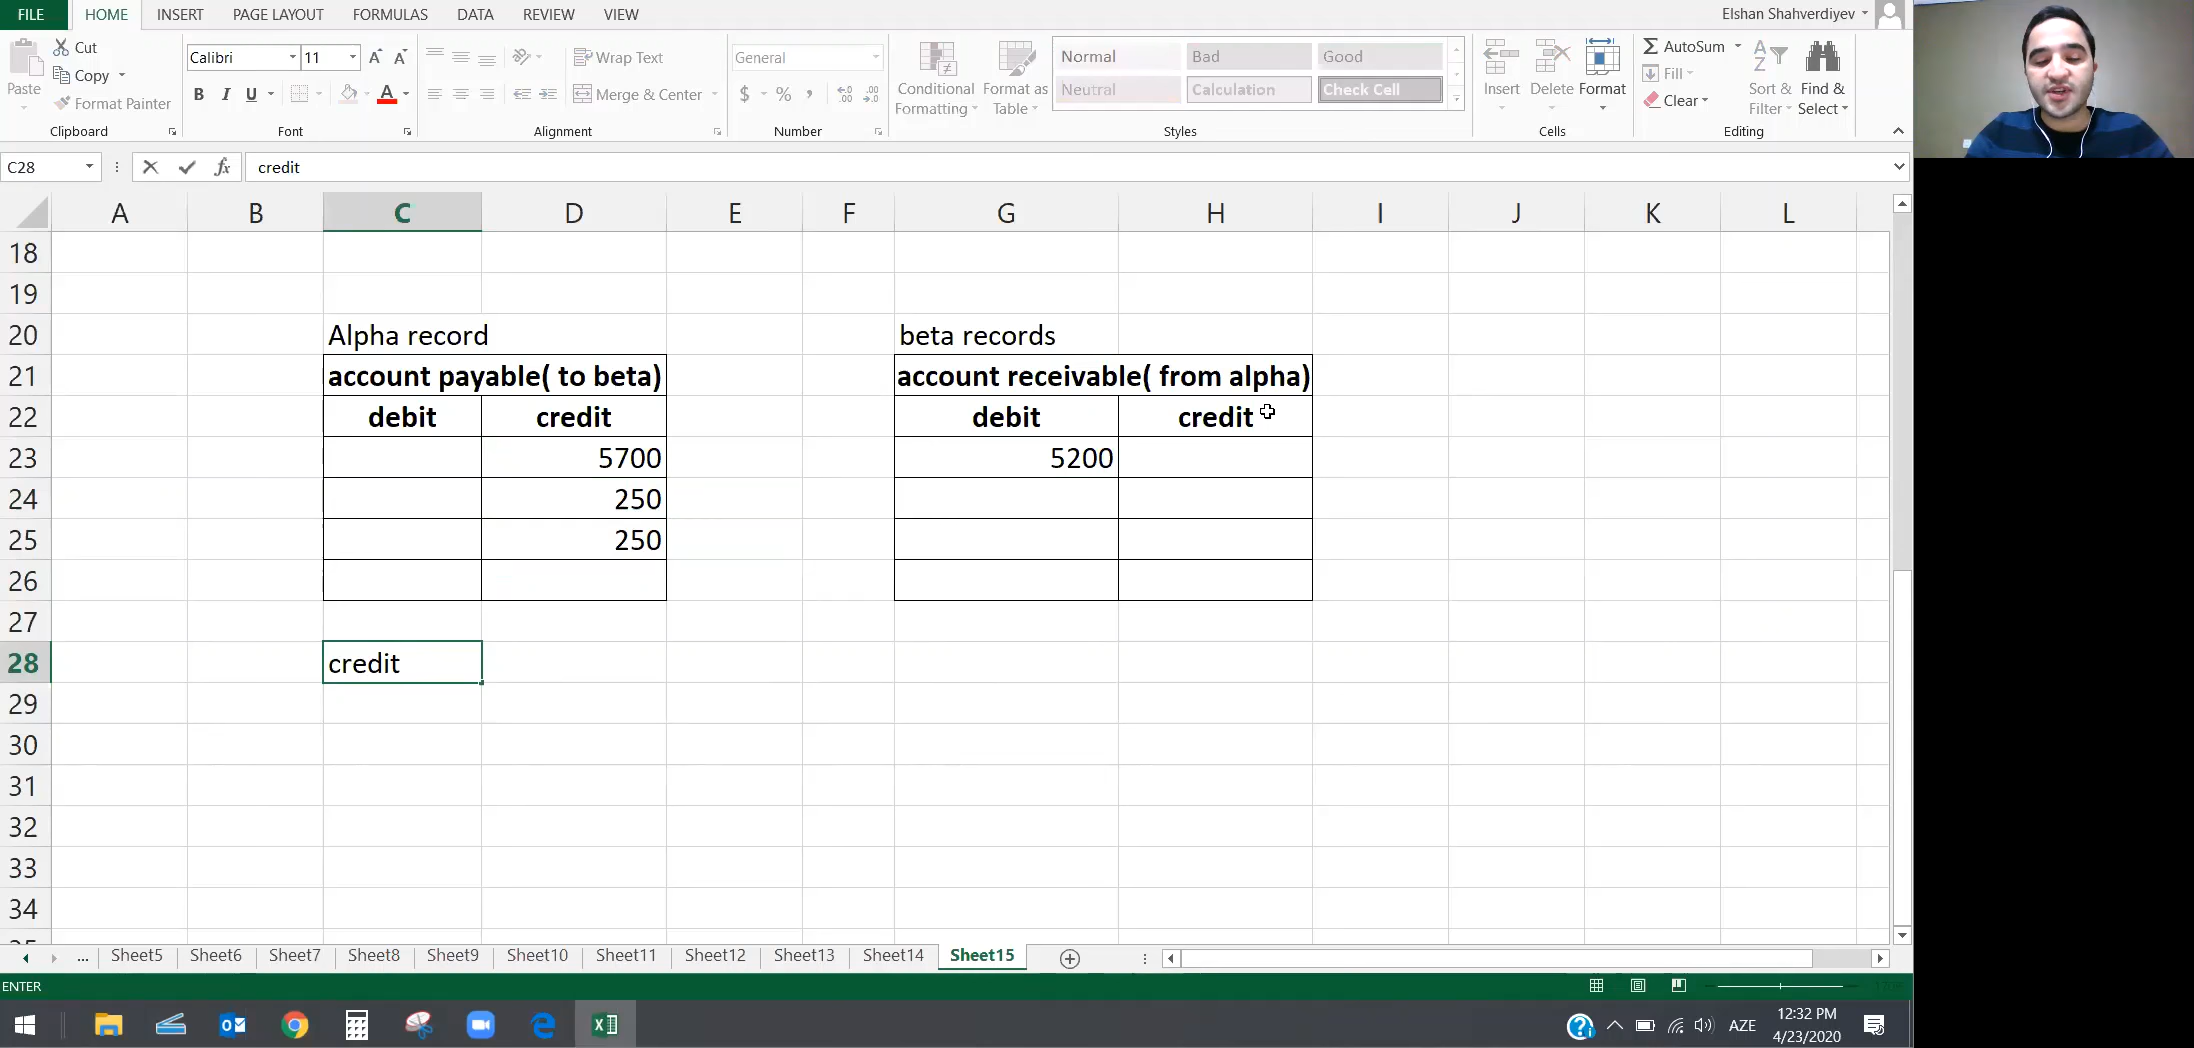 FILE HOME INSERT PAGE LAYOUT FORMULAS DATA REVIEW VIEW Elshan Shahverdiyev
Paste
Cut
Copy
Format Painter
Clipboard
Calibri 11 A A
B I U A
Font
Wrap Text
Merge & Center
Alignment
General
$ % , .0 .00 .00 .0
Number
Conditional Formatting
Format as Table
Normal Bad Good
Neutral Calculation Check Cell
Styles
Insert Delete Format
Cells
AutoSum
Fill
Clear
Sort & Filter
Find & Select
Editing
C28 fx credit
A B C D E F G H I J K L
18
19
20 Alpha record beta records
21 account payable( to beta) account receivable( from alpha)
22 debit credit debit credit
23 5700 5200
24 250
25 250
26
27
28 credit
29
30
31
32
33
34
... Sheet5 Sheet6 Sheet7 Sheet8 Sheet9 Sheet10 Sheet11 Sheet12 Sheet13 Sheet14 Sheet15
ENTER
AZE
12:32 PM
4/23/2020